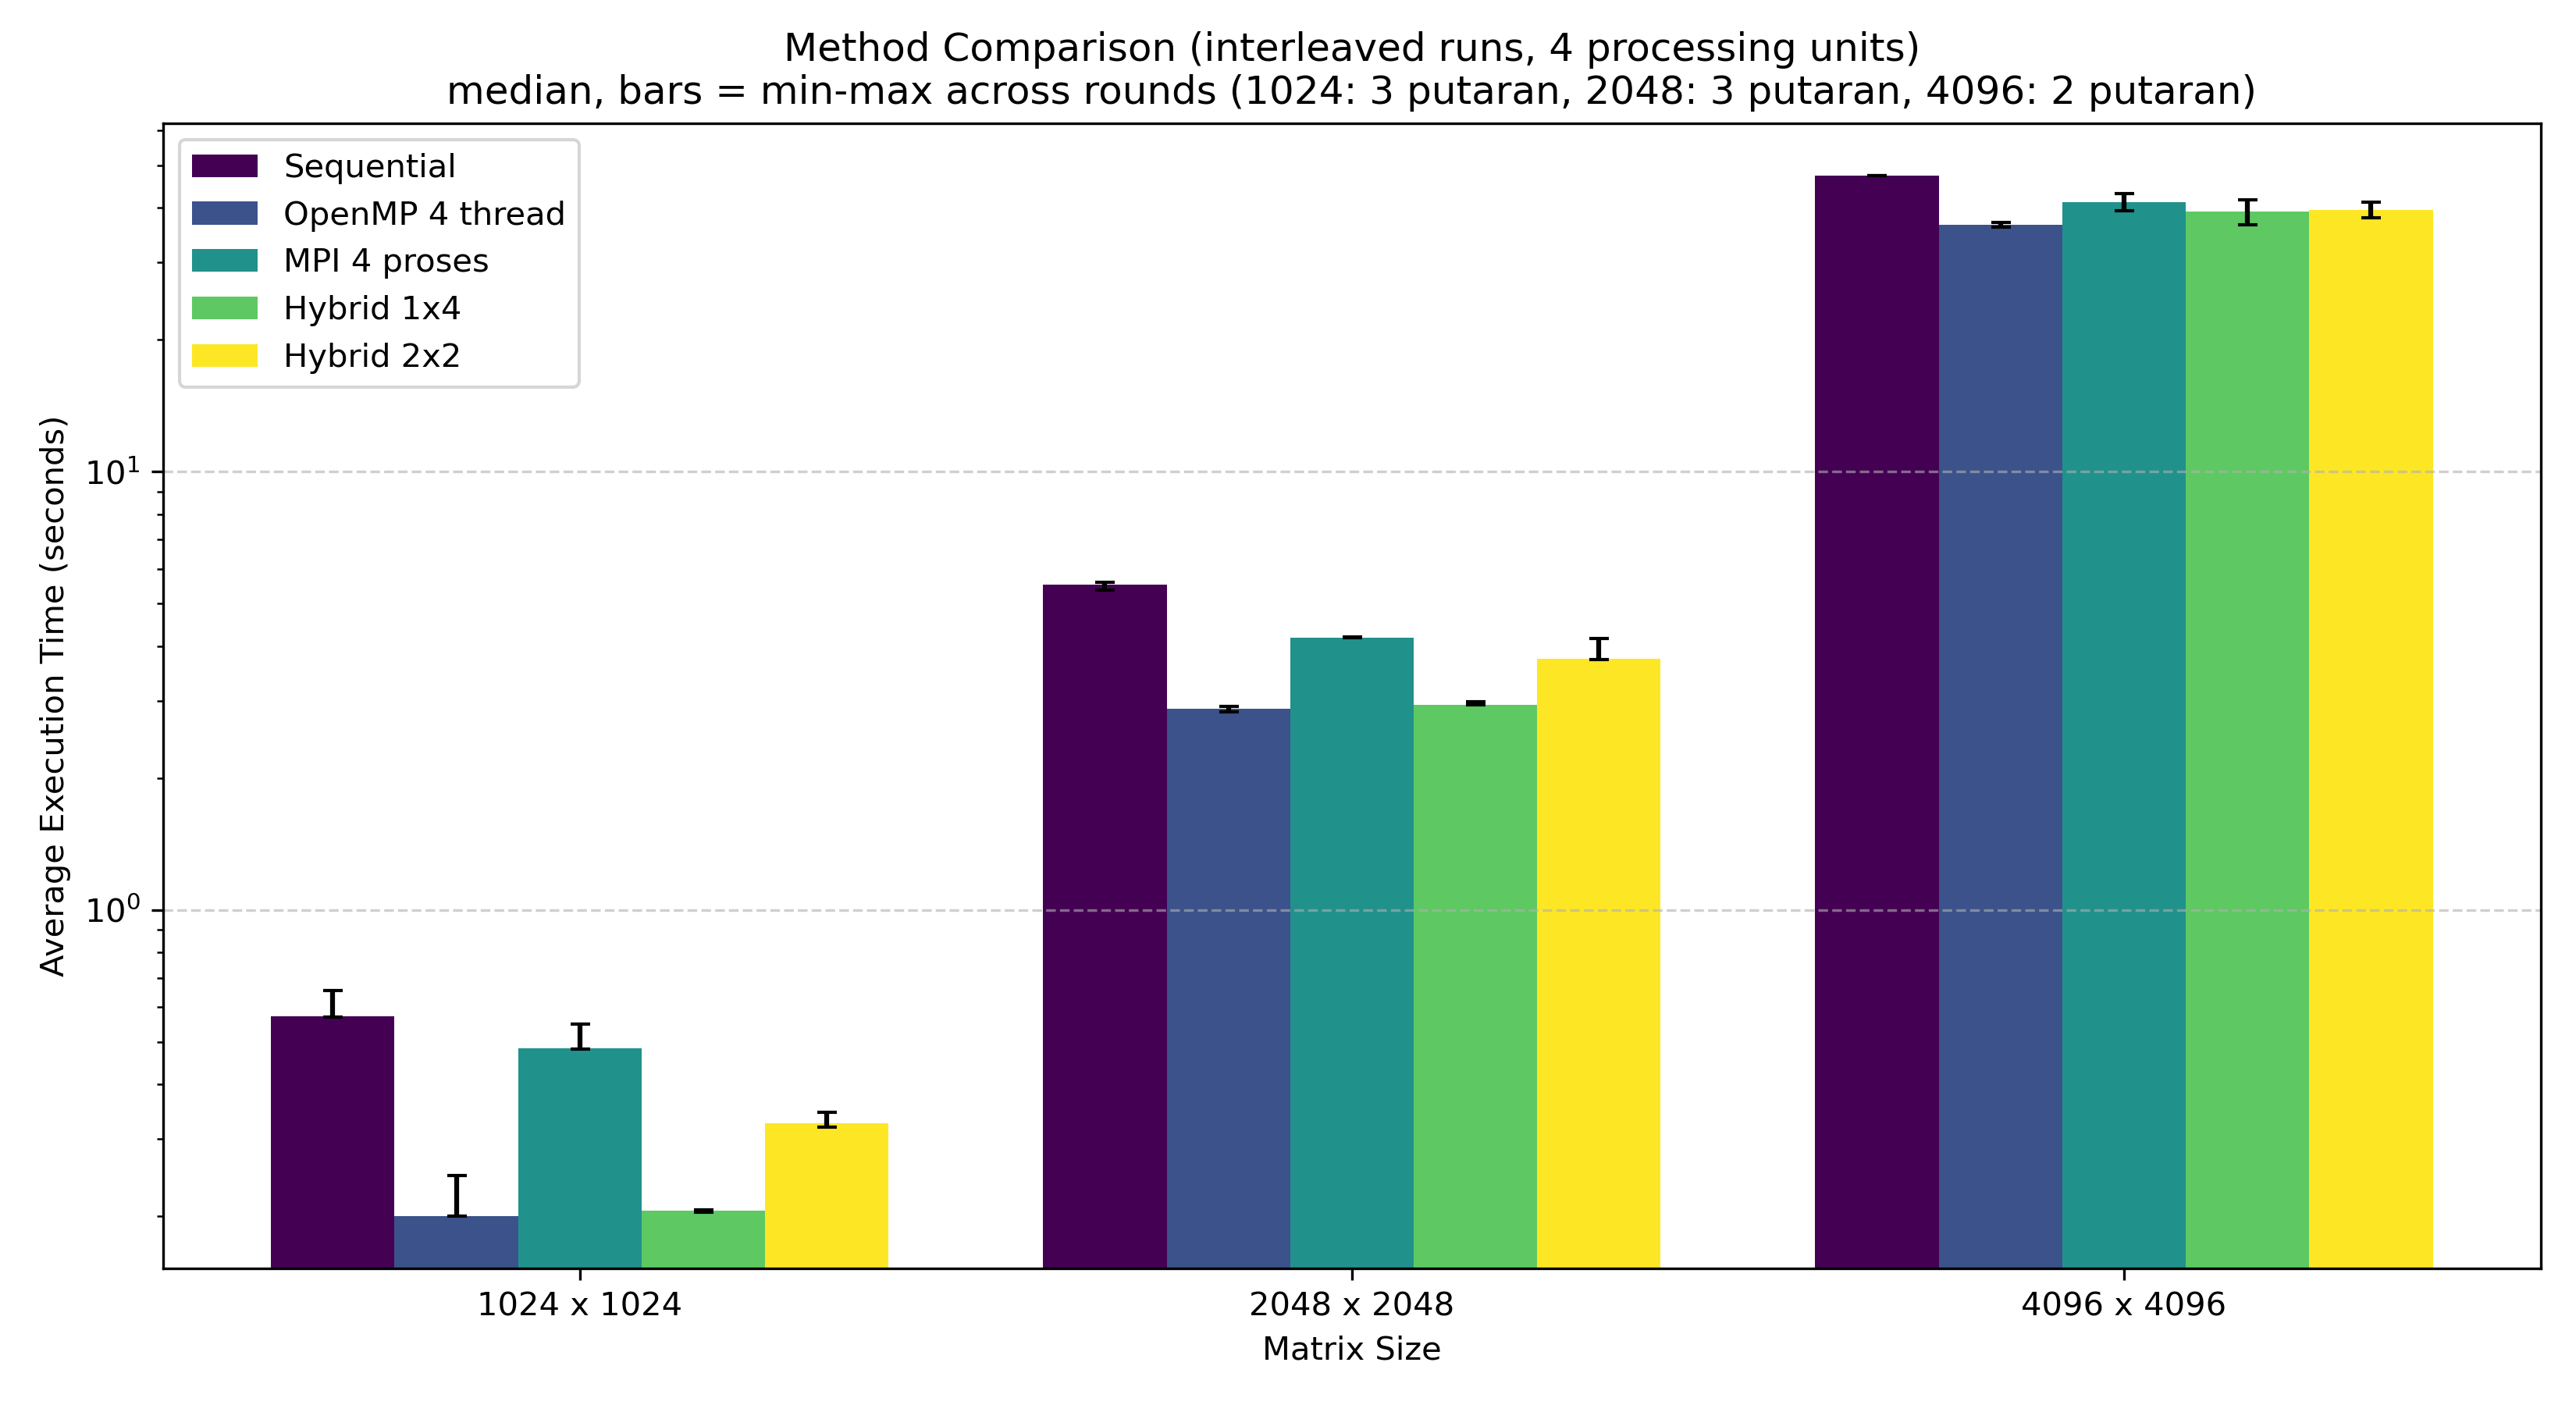 Method Comparison (interleaved runs, 4 processing units)
median, bars = min-max across rounds (1024: 3 putaran, 2048: 3 putaran, 4096: 2 putaran)
Sequential
OpenMP 4 thread
MPI 4 proses
Hybrid 1x4
Hybrid 2x2
Average Execution Time (seconds)
10¹
10⁰
1024 x 1024
2048 x 2048
4096 x 4096
Matrix Size